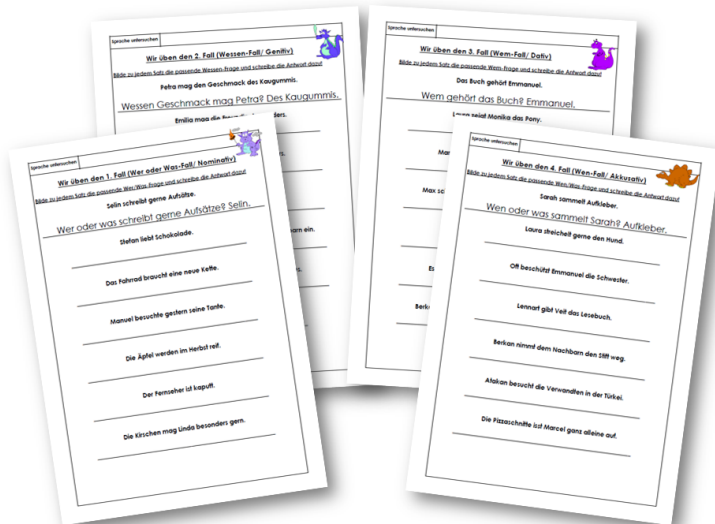 Sprache untersuchen
Wir üben den 2. Fall (Wessen-Fall/ Genitiv)
Bilde zu jedem Satz die passende Wessen-Frage und schreibe die Antwort dazu!
Petra mag den Geschmack des Kaugummis.
Wessen Geschmack mag Petra? Des Kaugummis.
Emilia mag die
Sprache untersuchen
Wir üben den 3. Fall (Wem-Fall/ Dativ)
Bilde zu jedem Satz die passende Wem-Frage und schreibe die Antwort dazu!
Das Buch gehört Emmanuel.
Wem gehört das Buch? Emmanuel.
Laura zeigt Monika das Pony.
Sprache untersuchen
Wir üben den 1. Fall (Wer oder Was-Fall/ Nominativ)
Bilde zu jedem Satz die passende Wer/Was-Frage und schreibe die Antwort dazu!
Selin schreibt gerne Aufsätze.
Wer oder was schreibt gerne Aufsätze? Selin.
Stefan liebt Schokolade.
Das Fahrrad braucht eine neue Kette.
Manuel besuchte gestern seine Tante.
Die Äpfel werden im Herbst reif.
Der Fernseher ist kaputt.
Die Kirschen mag Linda besonders gern.
Sprache untersuchen
Wir üben den 4. Fall (Wen-Fall/ Akkusativ)
Bilde zu jedem Satz die passende Wen/Was-Frage und schreibe die Antwort dazu!
Sarah sammelt Aufkleber.
Wen oder was sammelt Sarah? Aufkleber.
Laura streichelt gerne den Hund.
Oft beschützt Emmanuel die Schwester.
Lennart gibt Veit das Lesebuch.
Berkan nimmt dem Nachbarn den Stift weg.
Atakan besucht die Verwandten in der Türkei.
Die Pizzaschnitte isst Marcel ganz alleine auf.